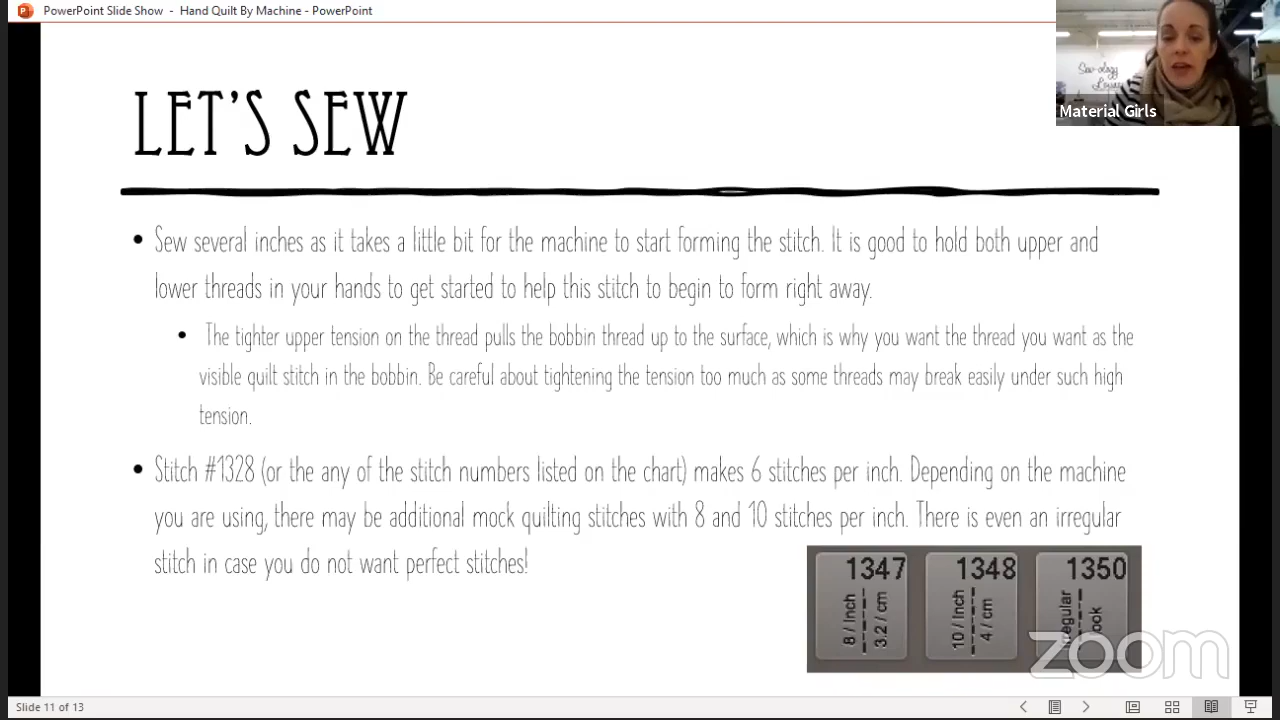 PowerPoint Slide Show - Hand Quilt By Machine - PowerPoint
Sew-ology
Material Girls
LET'S SEW
• Sew several inches as it takes a little bit for the machine to start forming the stitch. It is good to hold both upper and
lower threads in your hands to get started to help this stitch to begin to form right away.
• The tighter upper tension on the thread pulls the bobbin thread up to the surface, which is why you want the thread you want as the
visible quilt stitch in the bobbin. Be careful about tightening the tension too much as some threads may break easily under such high
tension.
• Stitch #1328 (or the any of the stitch numbers listed on the chart) makes 6 stitches per inch. Depending on the machine
you are using, there may be additional mock quilting stitches with 8 and 10 stitches per inch. There is even an irregular
stitch in case you do not want perfect stitches!
1347
8 / Inch
3.2 / cm
1348
10 / Inch
4 / cm
1350
zoom
Slide 11 of 13